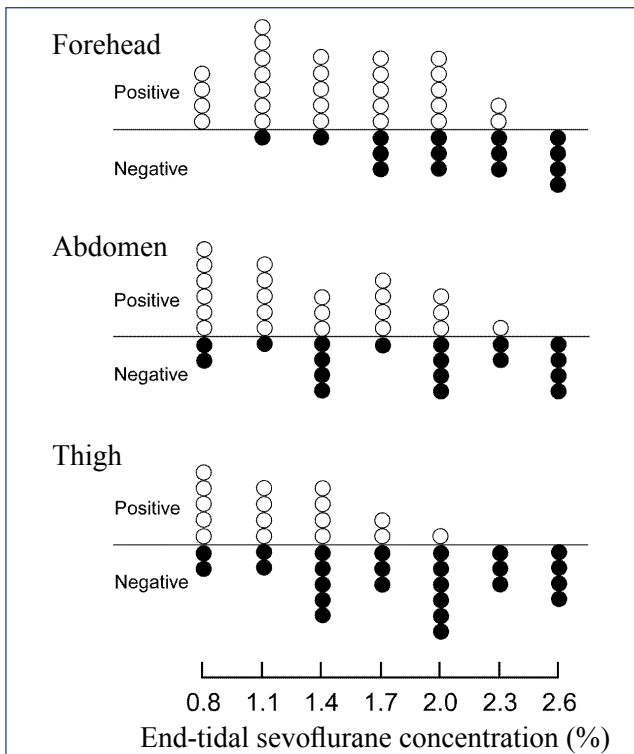 Forehead
Positive
Negative
Abdomen
Positive
Negative
Thigh
Positive
Negative
0.8 1.1 1.4 1.7 2.0 2.3 2.6
End-tidal sevoflurane concentration (%)